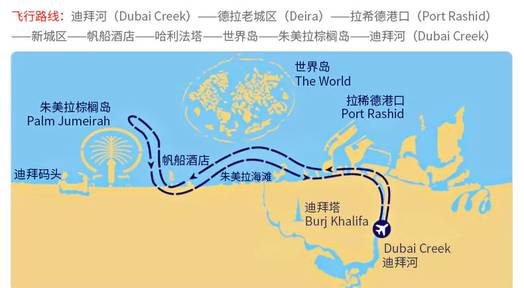 飞行路线：迪拜河（Dubai Creek）——德拉老城区（Deira）——拉希德港口（Port Rashid）
——新城区——帆船酒店——哈利法塔——世界岛——朱美拉棕榈岛——迪拜河（Dubai Creek）
世界岛
The World
朱美拉棕榈岛
Palm Jumeirah
拉稀德港口
Port Rashid
帆船酒店
迪拜码头
朱美拉海滩
迪拜塔
Burj Khalifa
Dubai Creek
迪拜河